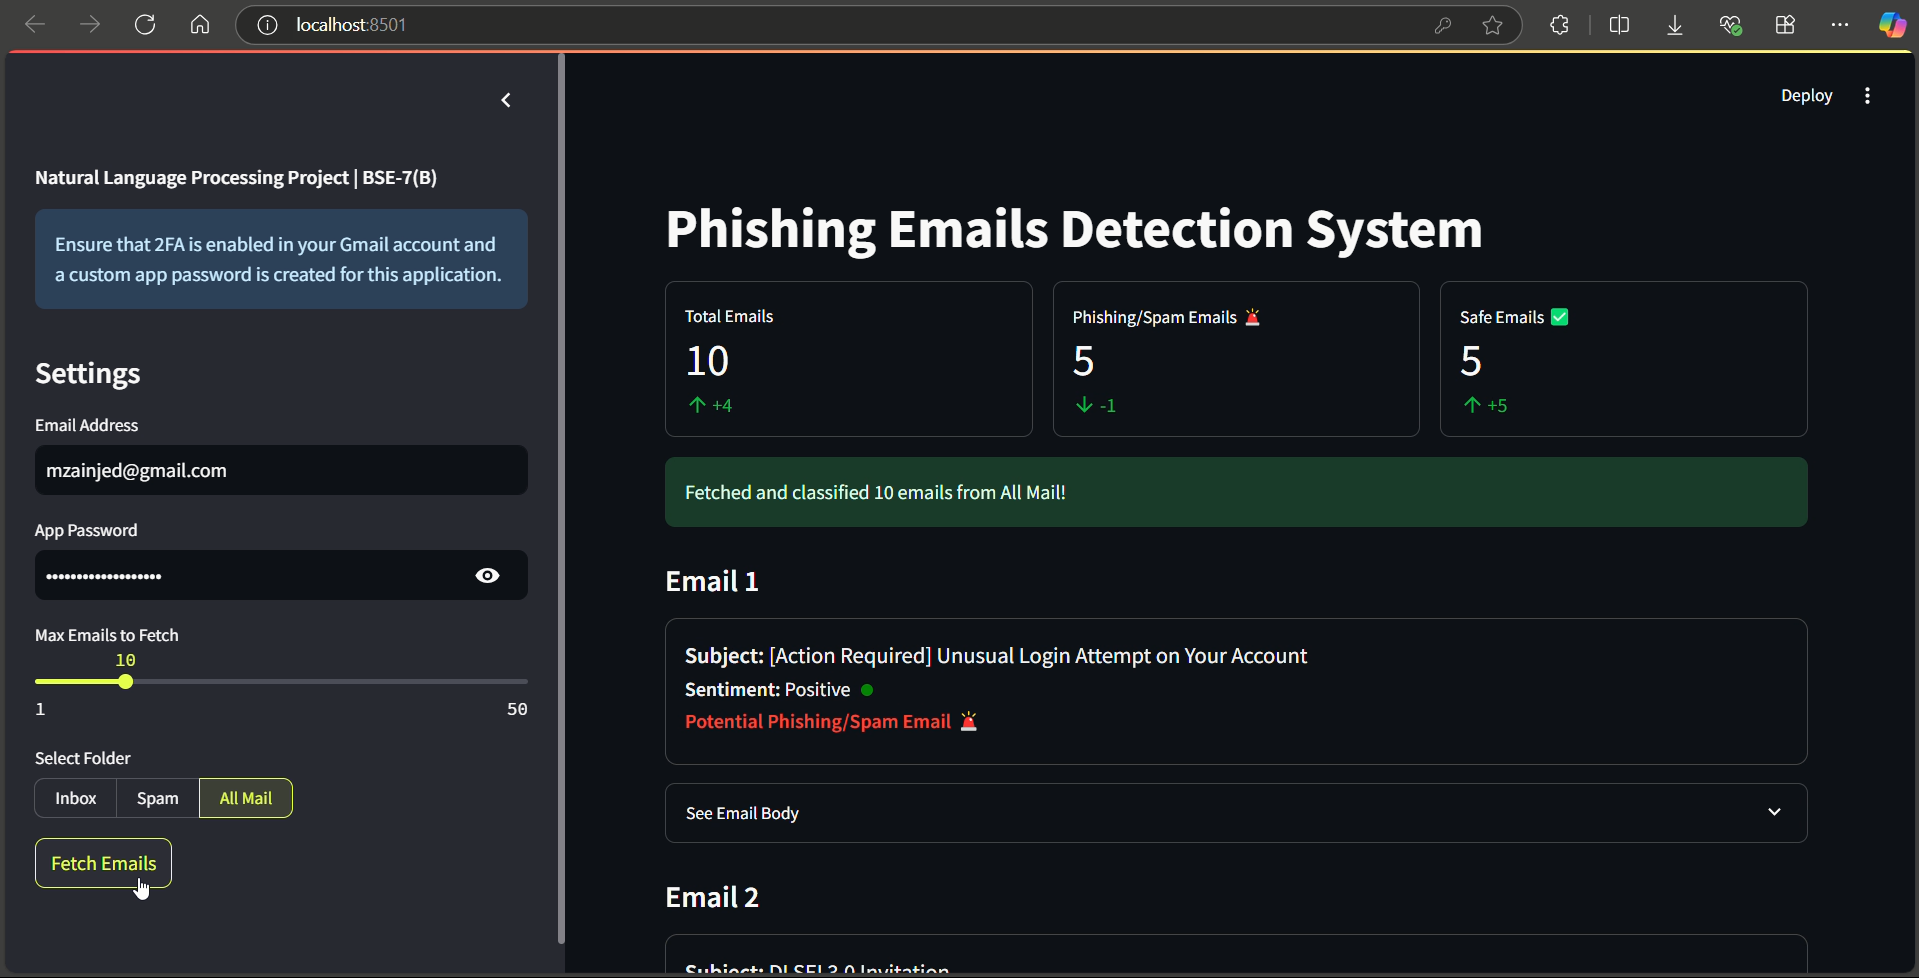 localhost:8501
Deploy
Natural Language Processing Project | BSE-7(B)
Ensure that 2FA is enabled in your Gmail account and
a custom app password is created for this application.
Settings
Email Address
mzainjed@gmail.com
App Password
•••••••••••••••••••
Max Emails to Fetch
10
1 50
Select Folder
Inbox Spam All Mail
Fetch Emails
Phishing Emails Detection System
Total Emails
10
↑ +4
Phishing/Spam Emails 🚨
5
↓ -1
Safe Emails ✅
5
↑ +5
Fetched and classified 10 emails from All Mail!
Email 1
Subject: [Action Required] Unusual Login Attempt on Your Account
Sentiment: Positive 🟢
Potential Phishing/Spam Email 🚨
See Email Body
Email 2
Subject: DLSEI 3.0 Invitation